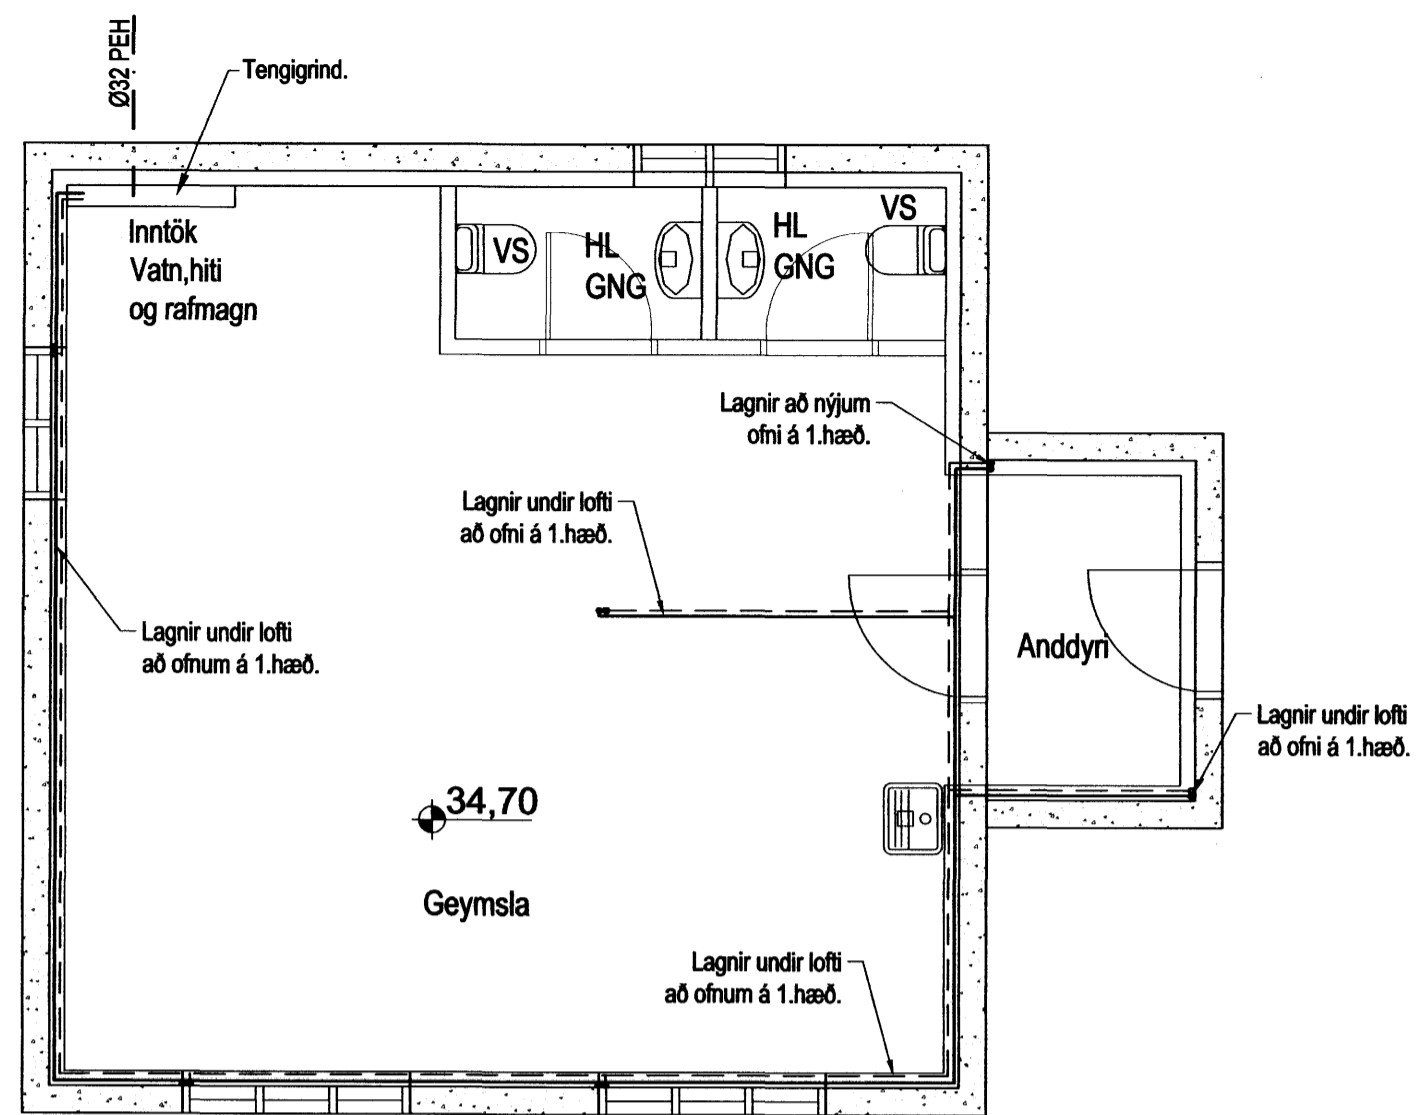 Ø32 PEH
Tengigrind.
Inntök
Vatn,hiti
og rafmagn
VS
HL
GNG
HL
GNG
VS
Lagnir að nýjum
ofni á 1.hæð.
Lagnir undir lofti
að ofni á 1.hæð.
Lagnir undir lofti
að ofnum á 1.hæð.
Anddyri
Lagnir undir lofti
að ofni á 1.hæð.
34,70
Geymsla
Lagnir undir lofti
að ofnum á 1.hæð.